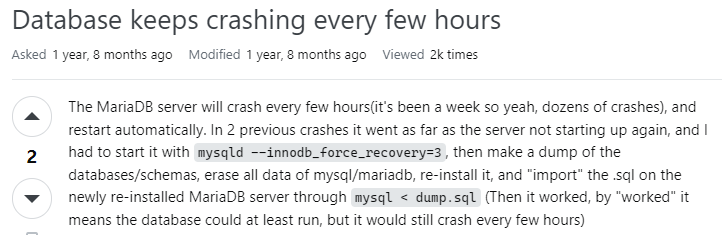 Database keeps crashing every few hours
Asked 1 year, 8 months ago Modified 1 year, 8 months ago Viewed 2k times
The MariaDB server will crash every few hours(it's been a week so yeah, dozens of crashes), and
restart automatically. In 2 previous crashes it went as far as the server not starting up again, and I
2
had to start it with mysqld --innodb_force_recovery=3 , then make a dump of the
databases/schemas, erase all data of mysql/mariadb, re-install it, and "import" the .sql on the
newly re-installed MariaDB server through mysql < dump.sql (Then it worked, by "worked" it
means the database could at least run, but it would still crash every few hours)